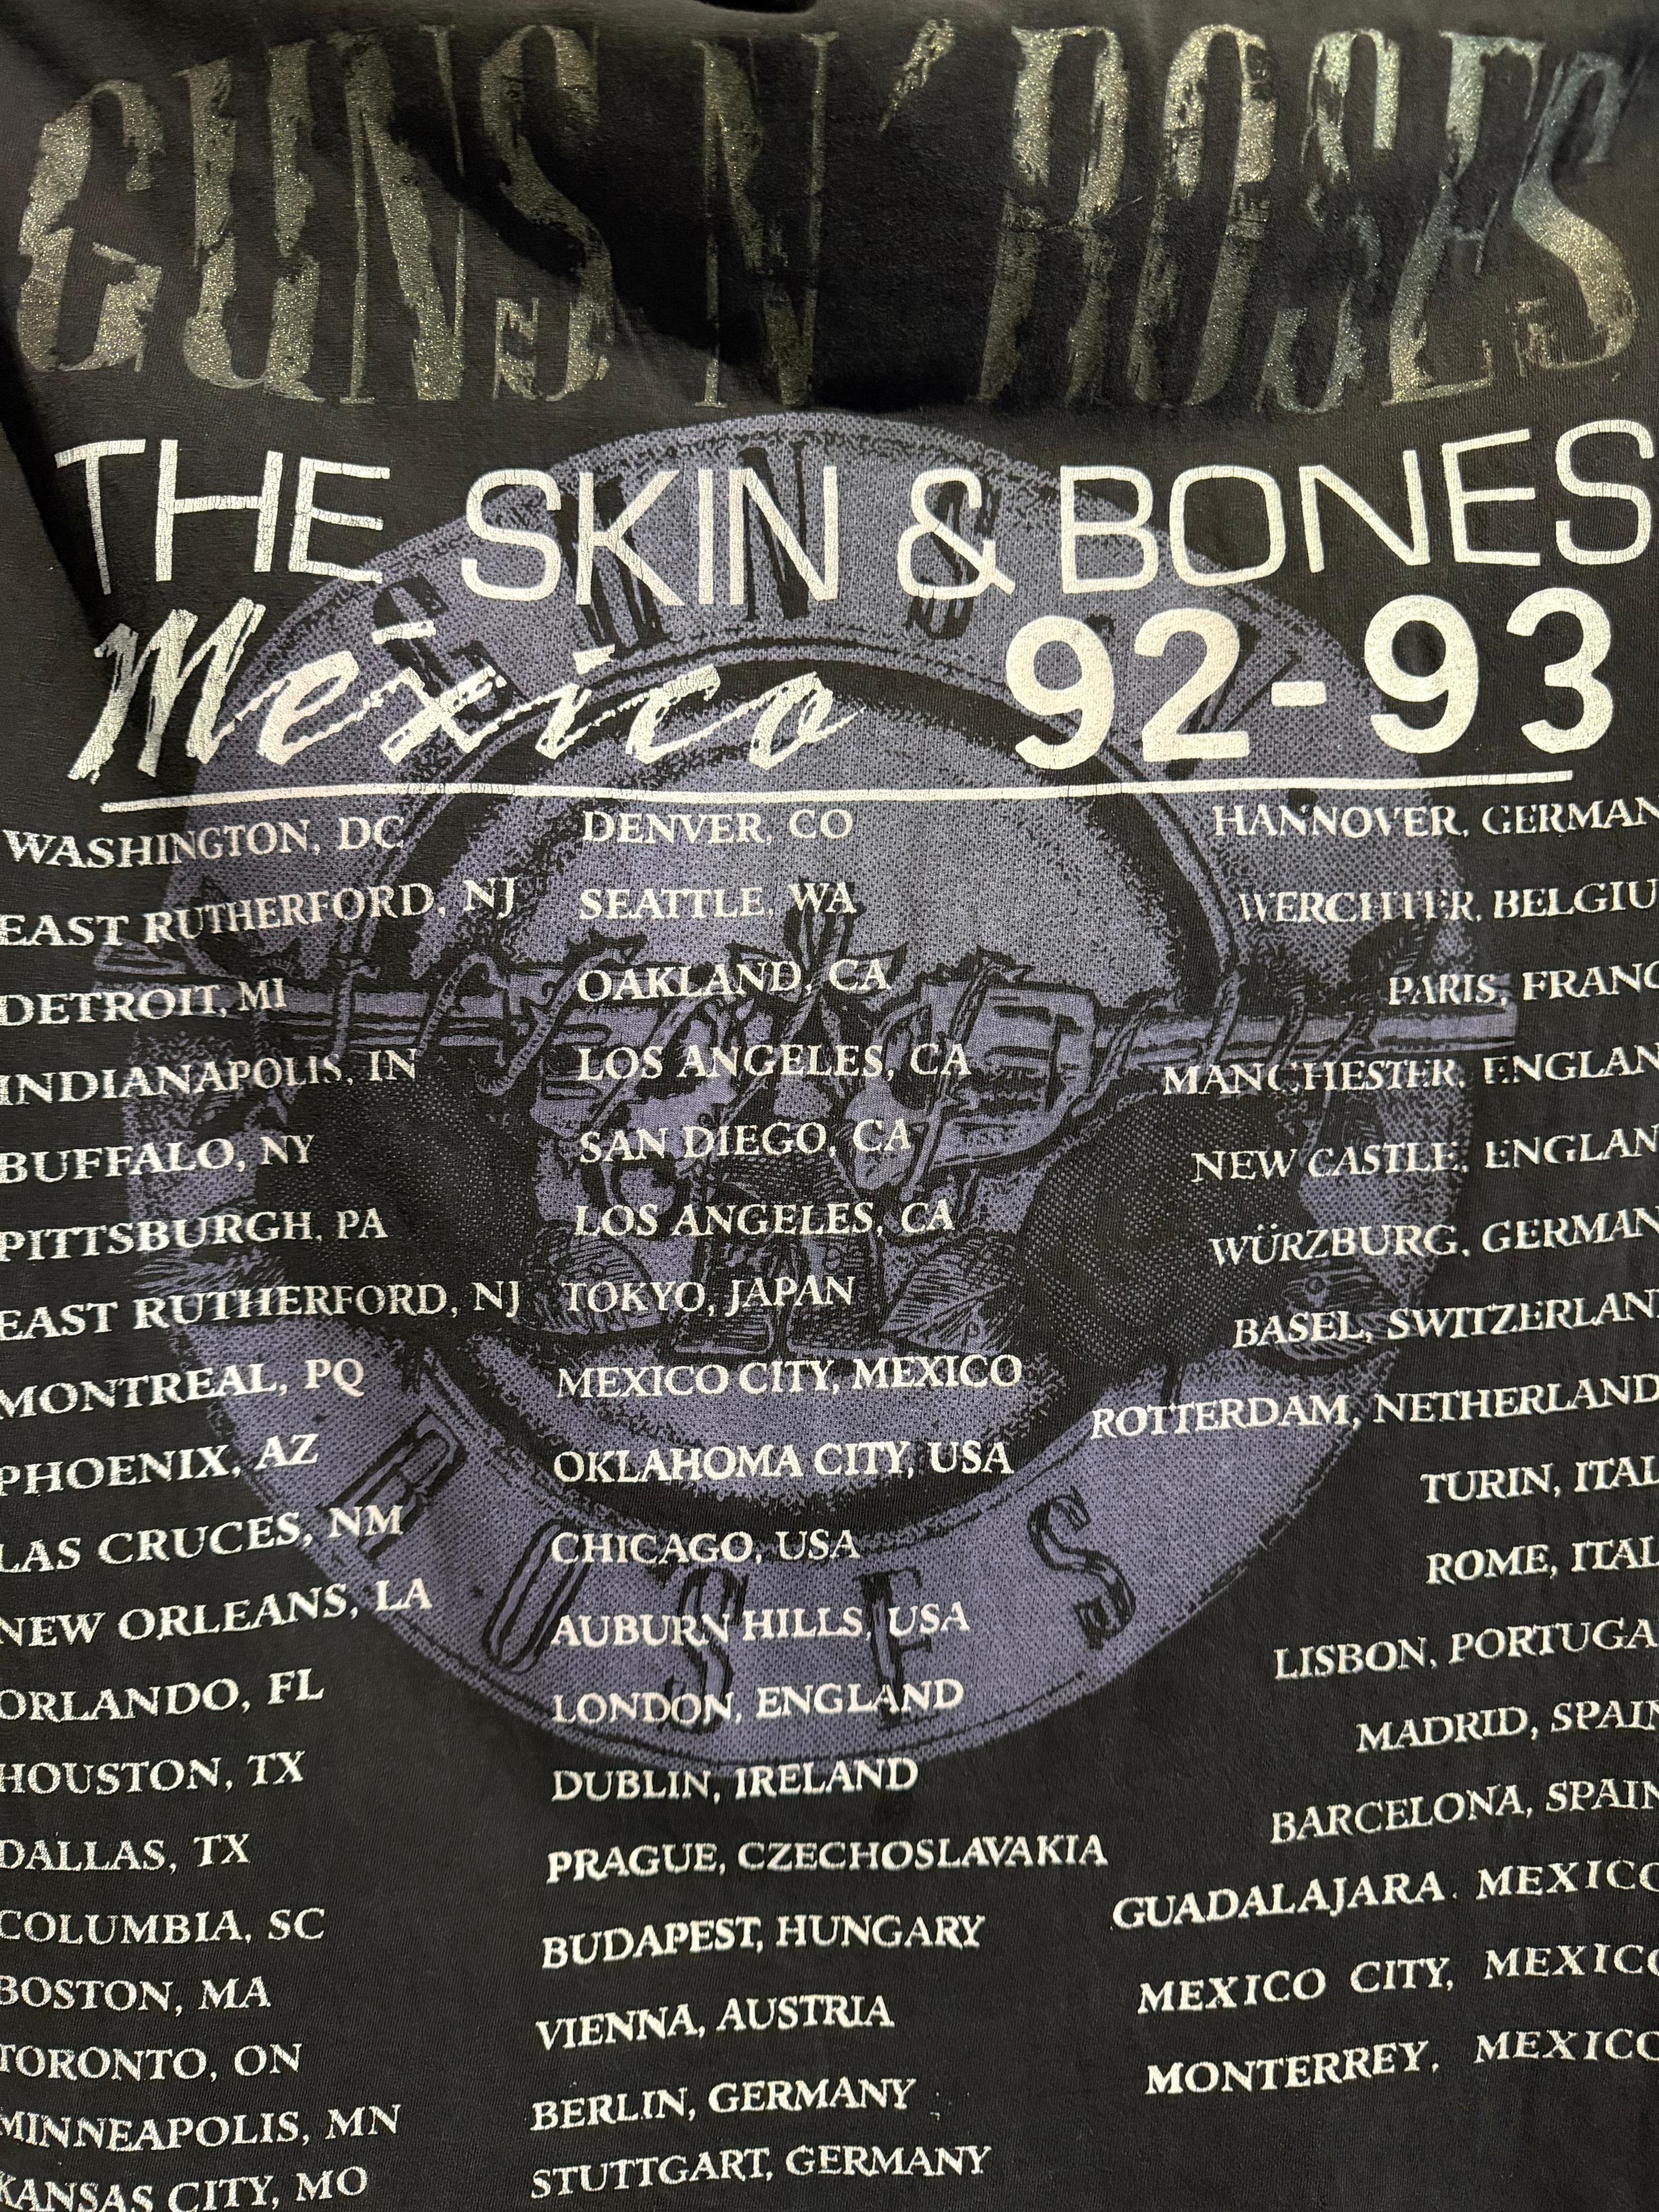 GUNS N' ROSES
THE SKIN & BONES
Mexico 92-93
WASHINGTON, DC
EAST RUTHERFORD, NJ
DETROIT, MI
INDIANAPOLIS, IN
BUFFALO, NY
PITTSBURGH, PA
EAST RUTHERFORD, NJ
MONTREAL, PQ
PHOENIX, AZ
LAS CRUCES, NM
NEW ORLEANS, LA
ORLANDO, FL
HOUSTON, TX
DALLAS, TX
COLUMBIA, SC
BOSTON, MA
TORONTO, ON
MINNEAPOLIS, MN
KANSAS CITY, MO
DENVER, CO
SEATTLE, WA
OAKLAND, CA
LOS ANGELES, CA
SAN DIEGO, CA
LOS ANGELES, CA
TOKYO, JAPAN
MEXICO CITY, MEXICO
OKLAHOMA CITY, USA
CHICAGO, USA
AUBURN HILLS, USA
LONDON, ENGLAND
DUBLIN, IRELAND
PRAGUE, CZECHOSLAVAKIA
BUDAPEST, HUNGARY
VIENNA, AUSTRIA
BERLIN, GERMANY
STUTTGART, GERMANY
HANNOVER, GERMAN
WERCHTER, BELGIU
PARIS, FRANC
MANCHESTER, ENGLAN
NEW CASTLE, ENGLAN
WÜRZBURG, GERMAN
BASEL, SWITZERLAN
ROTTERDAM, NETHERLAND
TURIN, ITAL
ROME, ITAL
LISBON, PORTUGA
MADRID, SPAIN
BARCELONA, SPAIN
GUADALAJARA, MEXICO
MEXICO CITY, MEXICO
MONTERREY, MEXICO
GUNS N'
ROSES